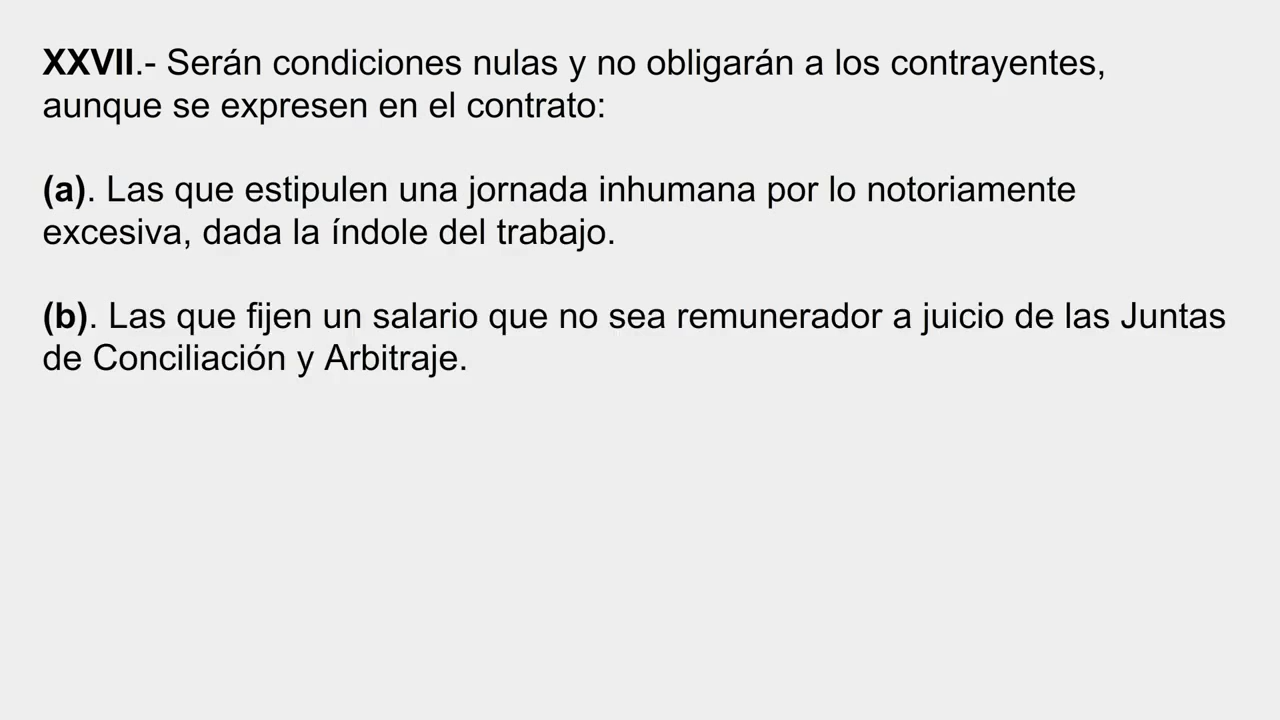 XXVII.- Serán condiciones nulas y no obligarán a los contrayentes,
aunque se expresen en el contrato:
(a). Las que estipulen una jornada inhumana por lo notoriamente
excesiva, dada la índole del trabajo.
(b). Las que fijen un salario que no sea remunerador a juicio de las Juntas
de Conciliación y Arbitraje.